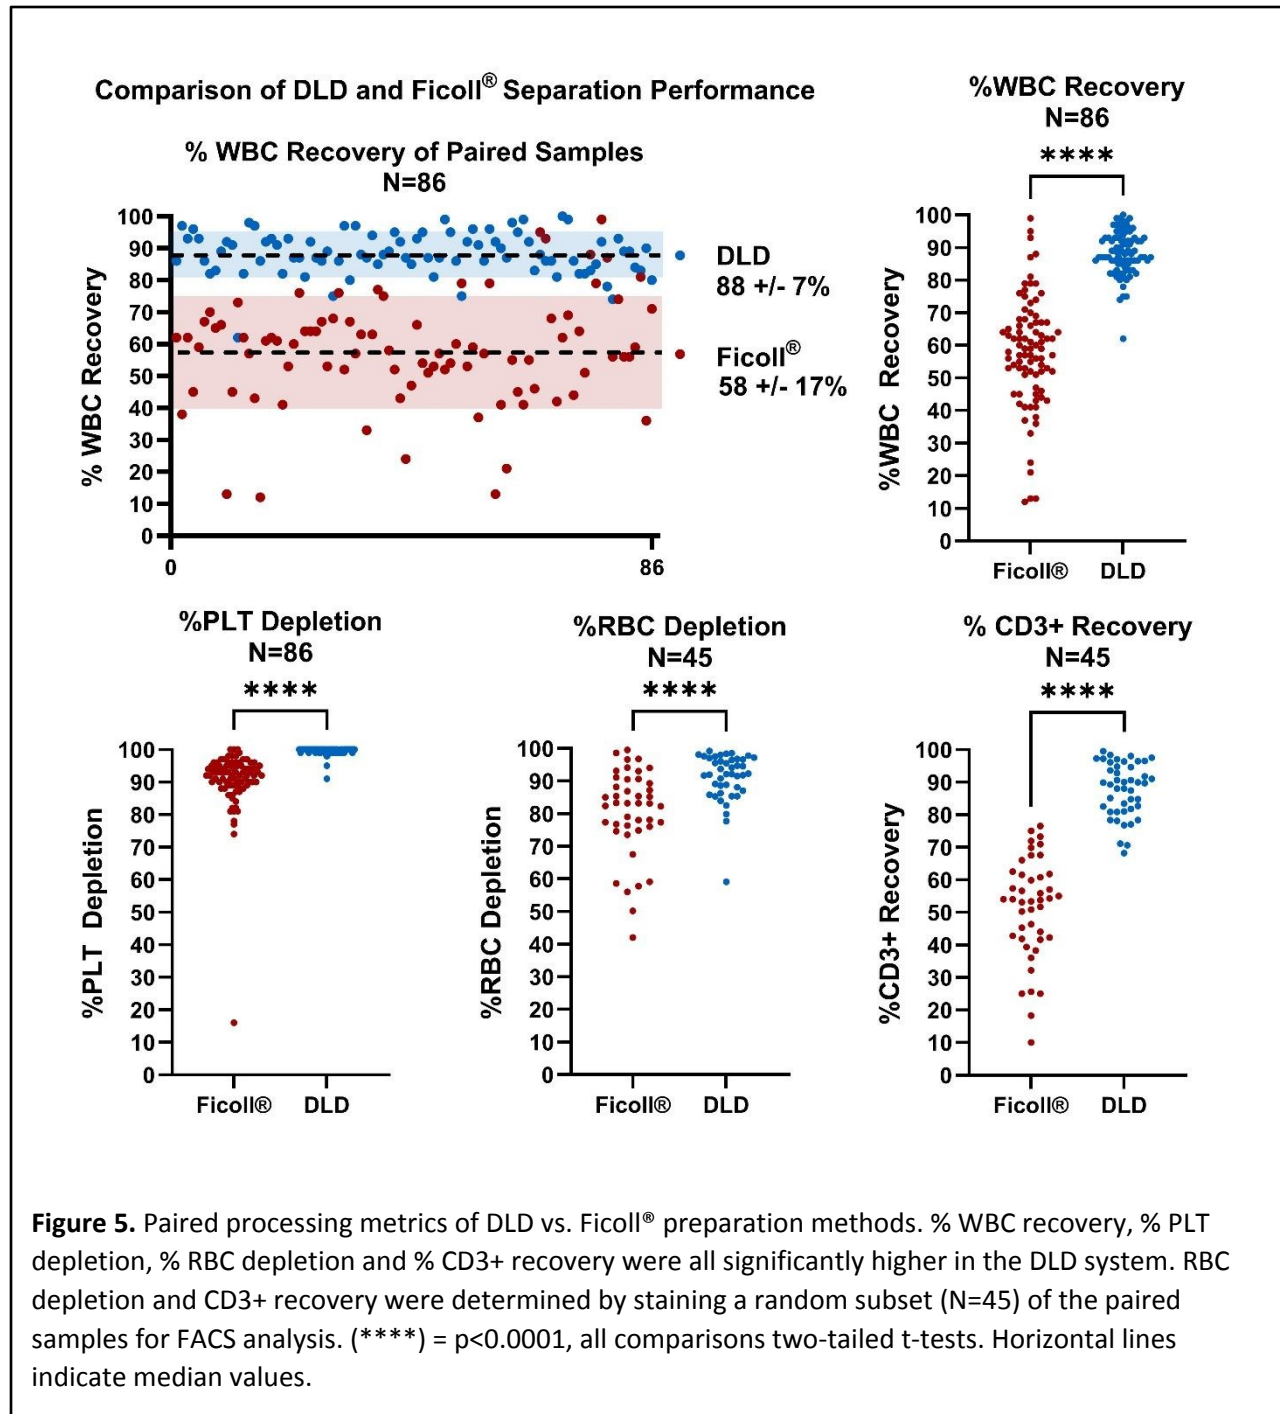 Comparison of DLD and Ficoll® Separation Performance
% WBC Recovery of Paired Samples
N=86
% WBC Recovery
100
90
80
70
60
50
40
30
20
10
0
0
86
DLD
88 +/- 7%
Ficoll®
58 +/- 17%
%WBC Recovery
N=86
****
%WBC Recovery
100
90
80
70
60
50
40
30
20
10
0
Ficoll®
DLD
%PLT Depletion
N=86
****
%PLT Depletion
100
90
80
70
60
50
40
30
20
10
0
Ficoll®
DLD
%RBC Depletion
N=45
****
%RBC Depletion
100
90
80
70
60
50
40
30
20
10
0
Ficoll®
DLD
% CD3+ Recovery
N=45
****
%CD3+ Recovery
100
90
80
70
60
50
40
30
20
10
0
Ficoll®
DLD
Figure 5. Paired processing metrics of DLD vs. Ficoll® preparation methods. % WBC recovery, % PLT
depletion, % RBC depletion and % CD3+ recovery were all significantly higher in the DLD system. RBC
depletion and CD3+ recovery were determined by staining a random subset (N=45) of the paired
samples for FACS analysis. (****) = p<0.0001, all comparisons two-tailed t-tests. Horizontal lines
indicate median values.